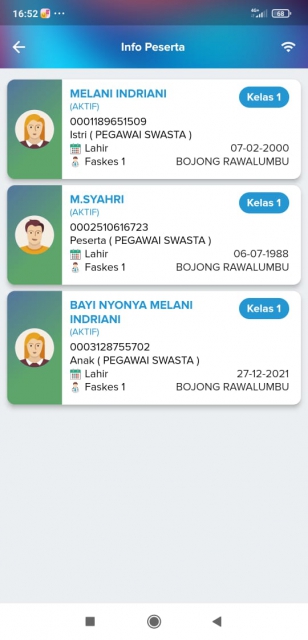 16:52
4G+
68
Info Peserta
MELANI INDRIANI
Kelas 1
(AKTIF)
0001189651509
Istri ( PEGAWAI SWASTA )
Lahir 07-02-2000
Faskes 1 BOJONG RAWALUMBU
M.SYAHRI
Kelas 1
(AKTIF)
0002510616723
Peserta ( PEGAWAI SWASTA )
Lahir 06-07-1988
Faskes 1 BOJONG RAWALUMBU
BAYI NYONYA MELANI
Kelas 1
INDRIANI
(AKTIF)
0003128755702
Anak ( PEGAWAI SWASTA )
Lahir 27-12-2021
Faskes 1 BOJONG RAWALUMBU